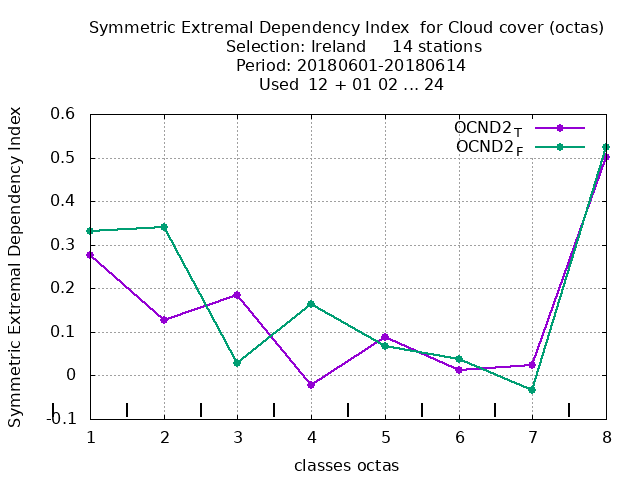 Symmetric Extremal Dependency Index  for Cloud cover (octas)
Selection: Ireland     14 stations
Period: 20180601-20180614
Used  12 + 01 02 ... 24
OCND2_T
OCND2_F
Symmetric Extremal Dependency Index
0.6
0.5
0.4
0.3
0.2
0.1
0
-0.1
1 2 3 4 5 6 7 8
classes octas